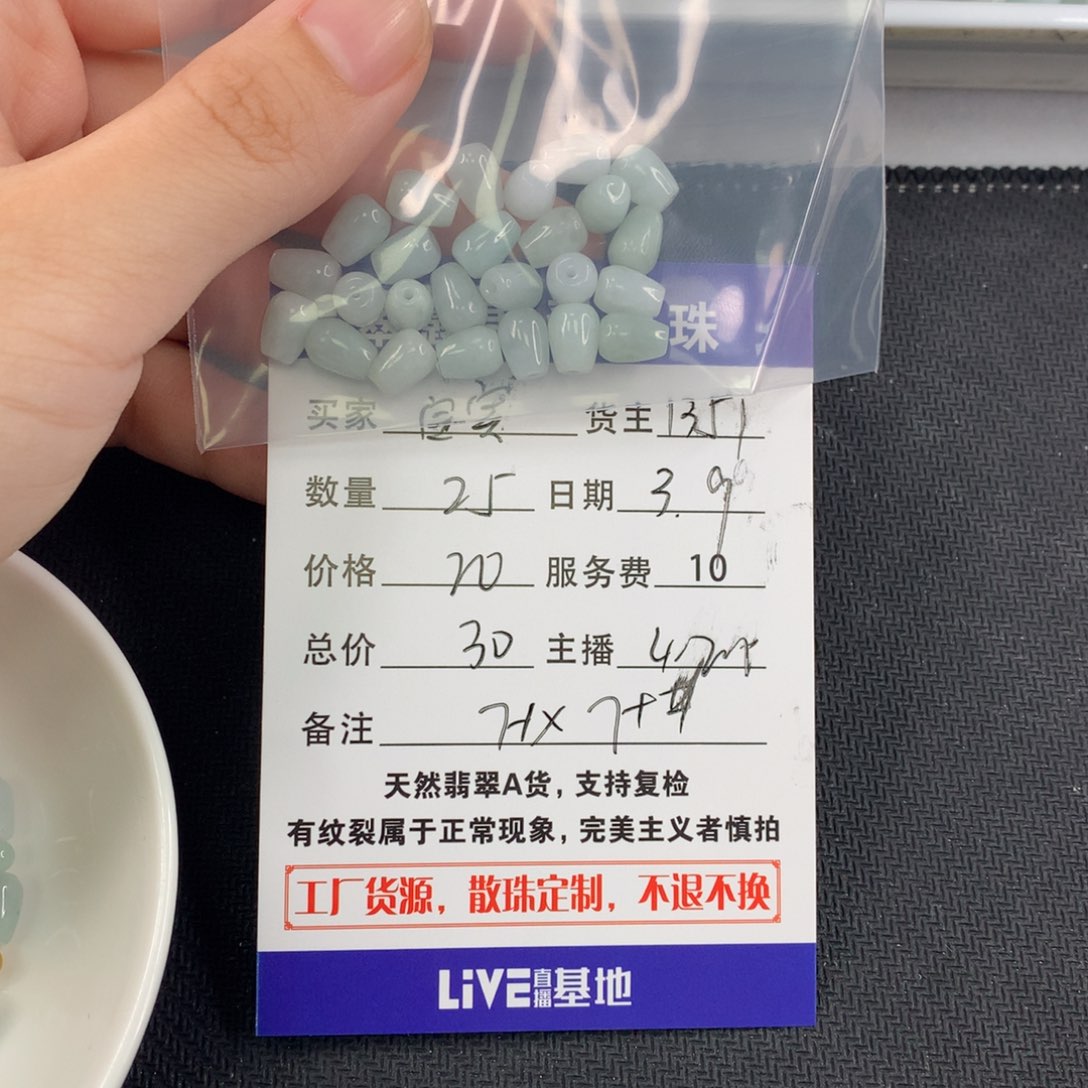 珠
买家 宝宝 货主 1351
数量 25 日期 3.9
价格 20 服务费 10
总价 30 主播
备注
天然翡翠A货，支持复检
有纹裂属于正常现象，完美主义者慎拍
工厂货源，散珠定制，不退不换
LiVE直播基地